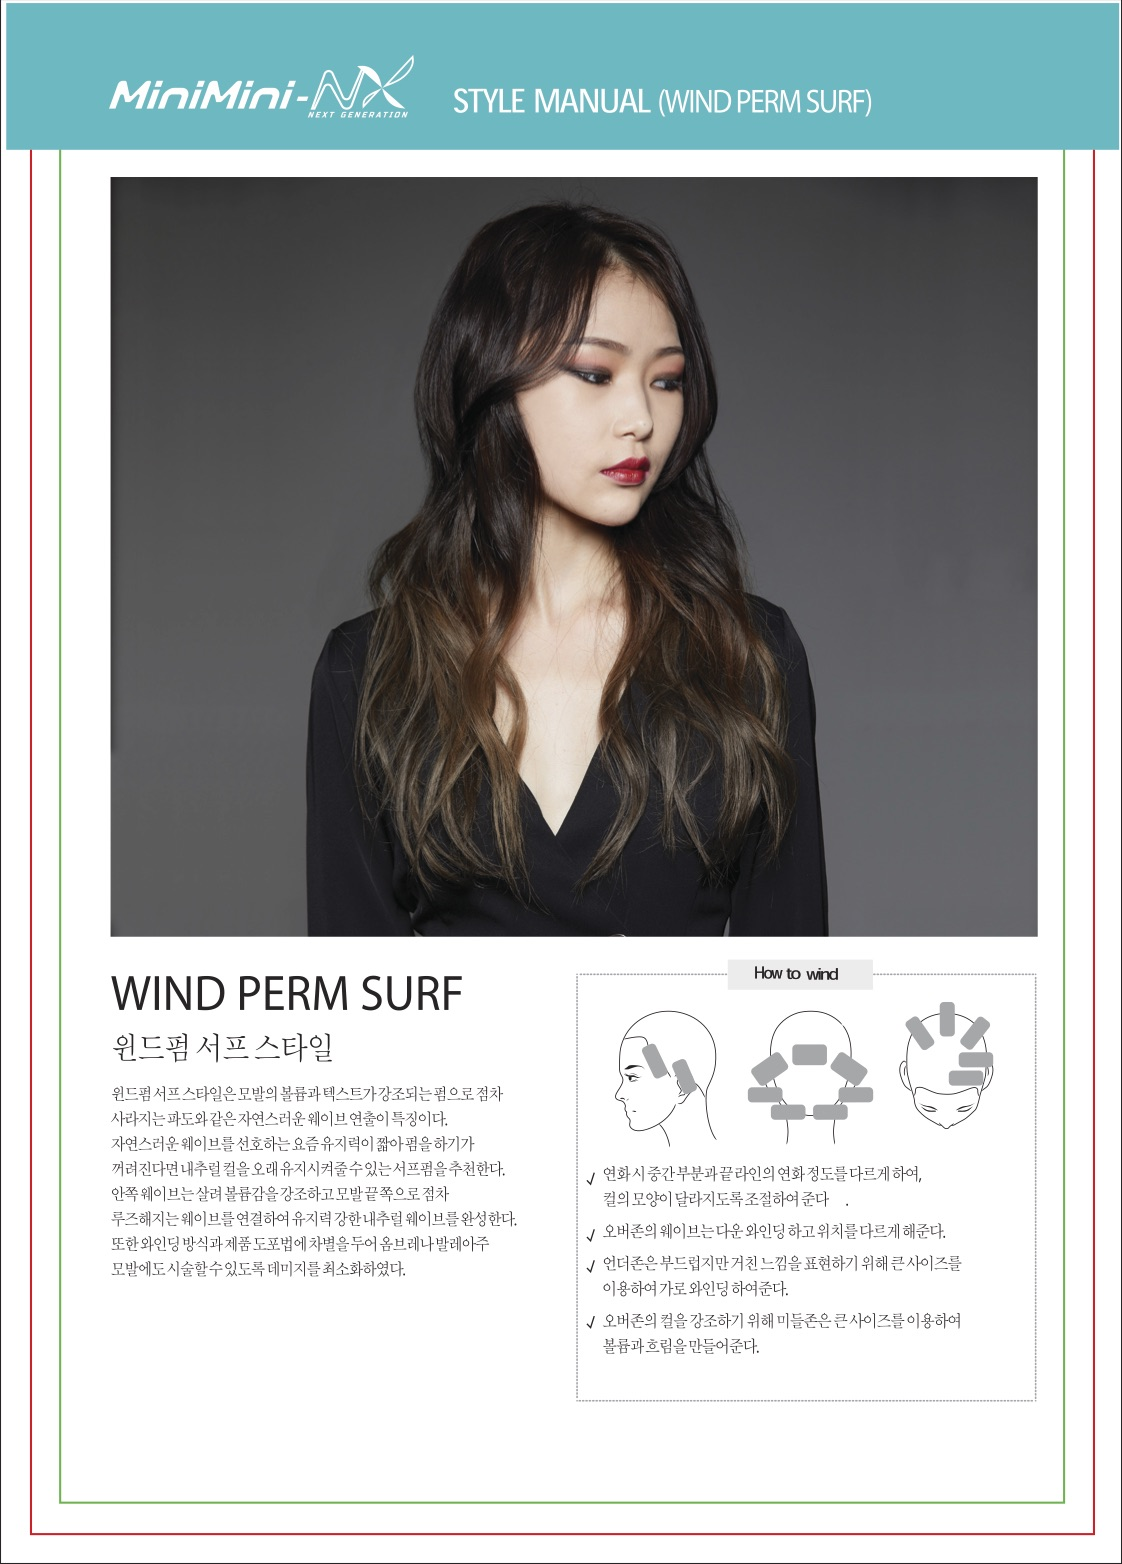 MiniMini-NX
NEXT GENERATION
STYLE MANUAL (WIND PERM SURF)
WIND PERM SURF
윈드펌 서프 스타일
윈드펌 서프 스타일은 모발의 볼륨과 텍스트가 강조되는 펌으로 점차
사라지는 파도와 같은 자연스러운 웨이브 연출이 특징이다.
자연스러운 웨이브를 선호하는 요즘 유지력이 짧아 펌을 하기가
꺼려진다면 내추럴 컬을 오래 유지시켜줄 수 있는 서프펌을 추천한다.
안쪽 웨이브는 살려 볼륨감을 강조하고 모발 끝 쪽으로 점차
루즈해지는 웨이브를 연결하여 유지력 강한 내추럴 웨이브를 완성한다.
또한 와인딩 방식과 제품 도포법에 차별을 두어 옴브레나 발레아주
모발에도 시술할 수 있도록 데미지를 최소화하였다.
How to wind
✓ 연화 시 중간 부분과 끝 라인의 연화 정도를 다르게 하여,
컬의 모양이 달라지도록 조절하여 준다 .
✓ 오버존의 웨이브는 다운 와인딩 하고 위치를 다르게 해준다.
✓ 언더존은 부드럽지만 거친 느낌을 표현하기 위해 큰 사이즈를
이용하여 가로 와인딩 하여준다.
✓ 오버존의 컬을 강조하기 위해 미들존은 큰 사이즈를 이용하여
볼륨과 흐림을 만들어준다.